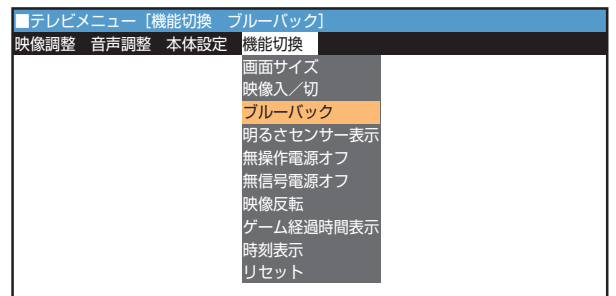 ■テレビメニュー［機能切換　ブルーバック］
映像調整 音声調整 本体設定 機能切換
画面サイズ
映像入／切
ブルーバック
明るさセンサー表示
無操作電源オフ
無信号電源オフ
映像反転
ゲーム経過時間表示
時刻表示
リセット